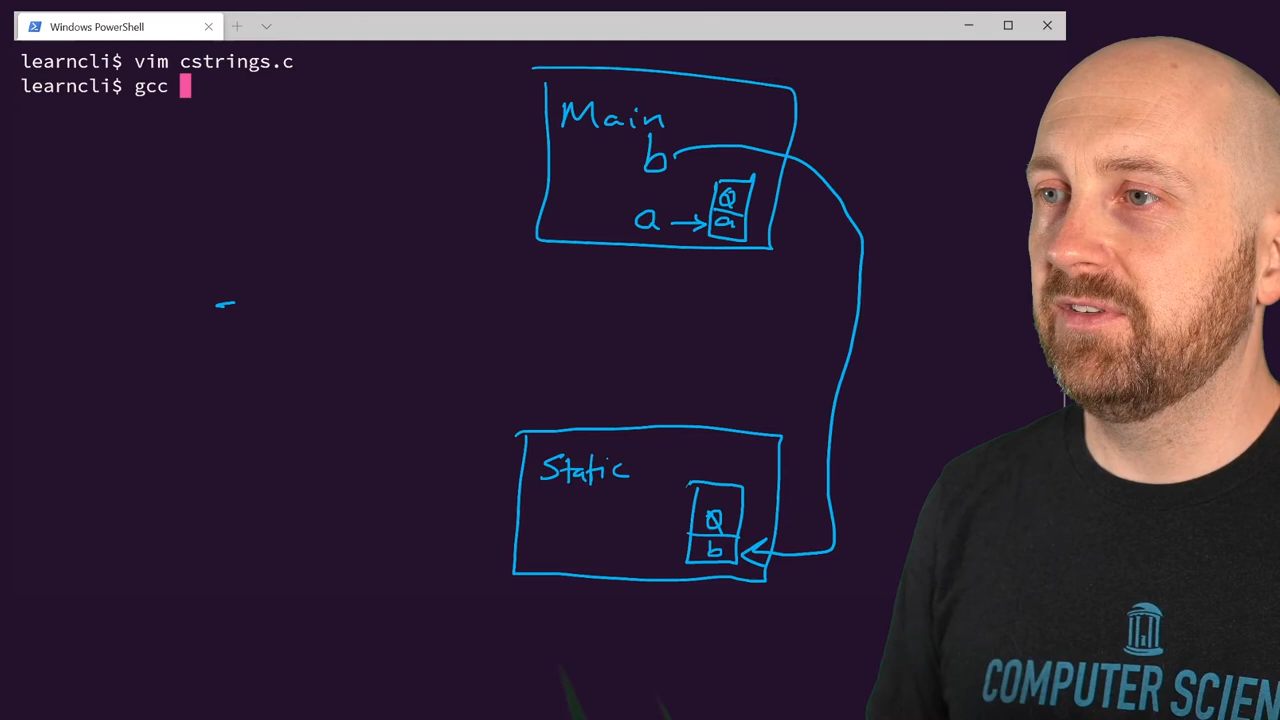 Windows PowerShell
learncli$ vim cstrings.c
learncli$ gcc
Main
b
Q
a
a
Static
Q
b
COMPUTER SCIEN